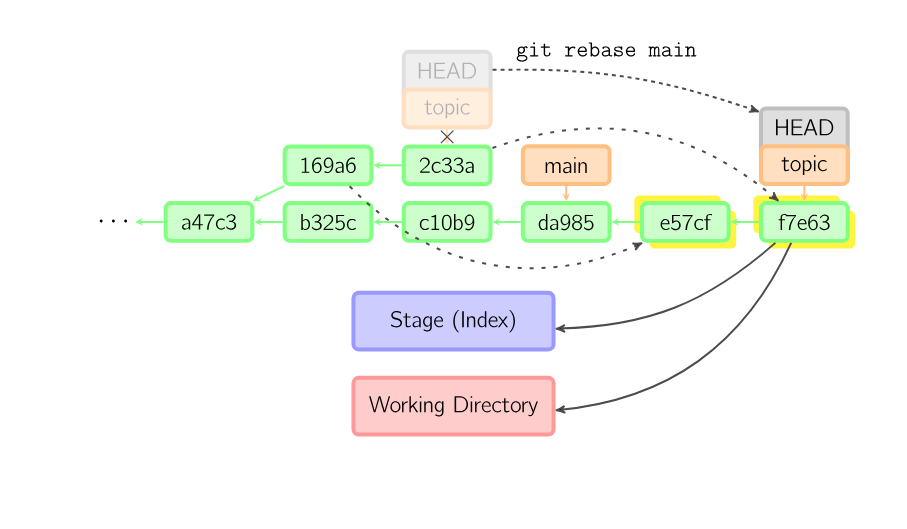 git rebase main
HEAD
topic
HEAD
topic
169a6
2c33a
main
...
a47c3
b325c
c10b9
da985
e57cf
f7e63
Stage (Index)
Working Directory